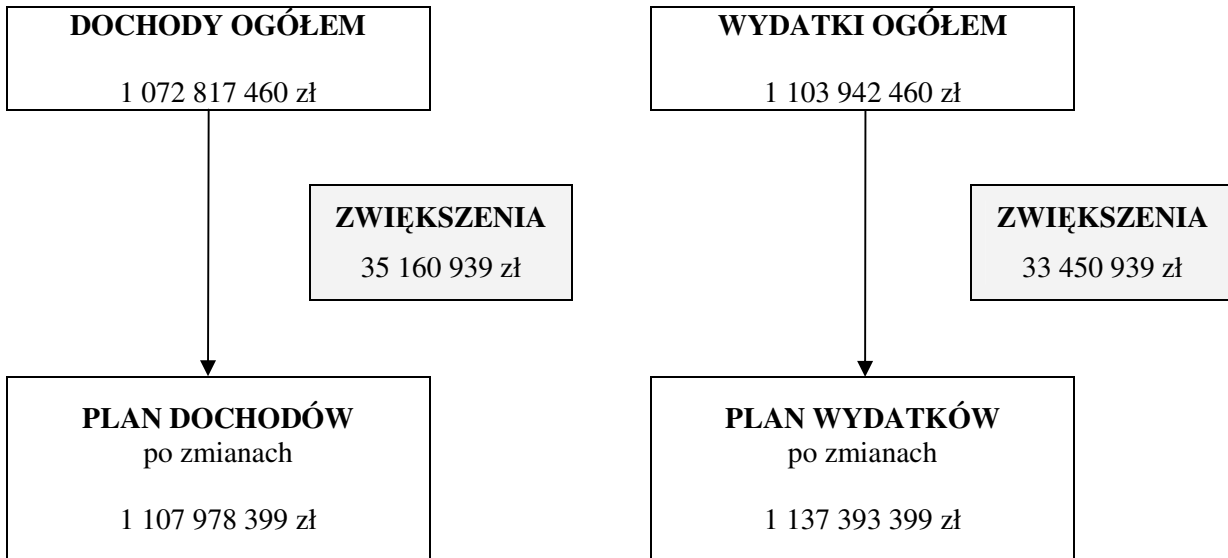 DOCHODY OGÓŁEM
1 072 817 460 zł
WYDATKI OGÓŁEM
1 103 942 460 zł
ZWIĘKSZENIA
35 160 939 zł
ZWIĘKSZENIA
33 450 939 zł
PLAN DOCHODÓW
po zmianach
1 107 978 399 zł
PLAN WYDATKÓW
po zmianach
1 137 393 399 zł